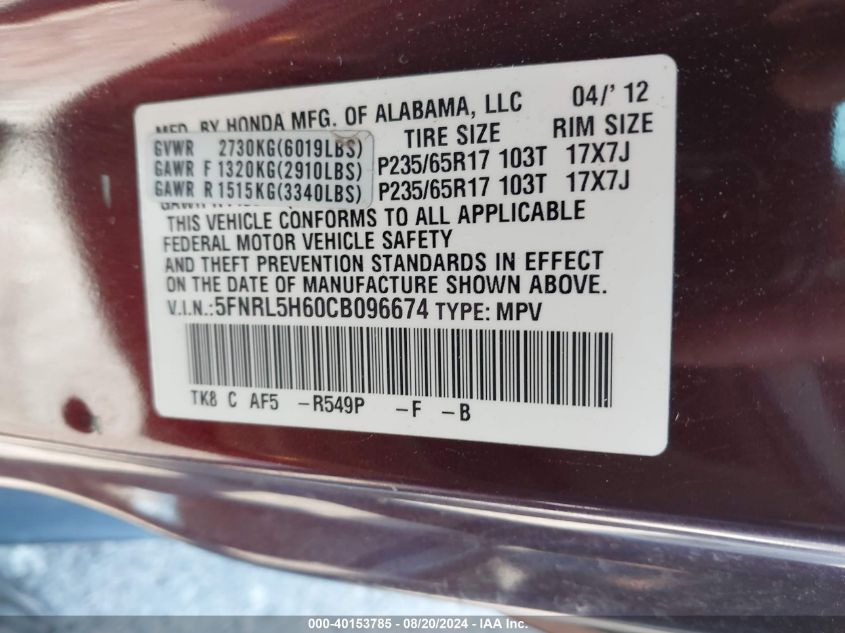 MFD. BY HONDA MFG. OF ALABAMA, LLC 04/' 12
TIRE SIZE RIM SIZE
GVWR 2730KG(6019LBS)
GAWR F 1320KG(2910LBS) P235/65R17 103T 17X7J
GAWR R 1515KG(3340LBS) P235/65R17 103T 17X7J
THIS VEHICLE CONFORMS TO ALL APPLICABLE
FEDERAL MOTOR VEHICLE SAFETY
AND THEFT PREVENTION STANDARDS IN EFFECT
ON THE DATE OF MANUFACTURE SHOWN ABOVE.
V.I.N.:5FNRL5H60CB096674 TYPE: MPV
TK8 C AF5 -R549P -F -B
000-40153785 - 08/20/2024 - IAA Inc.